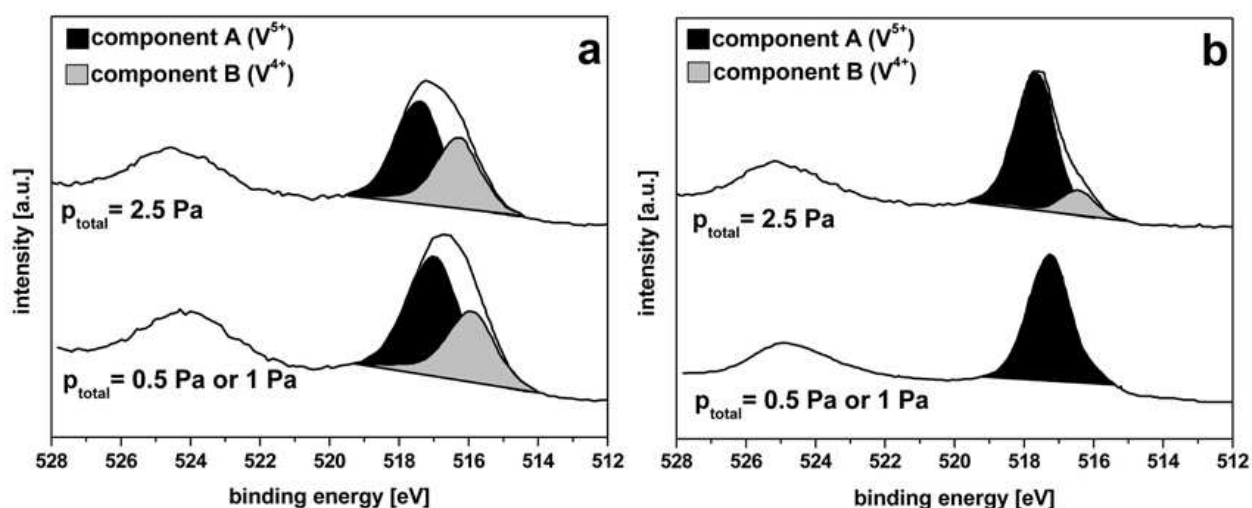 component A (V5+)
component B (V4+)
a
intensity [a.u.]
ptotal= 2.5 Pa
ptotal= 0.5 Pa or 1 Pa
528 526 524 522 520 518 516 514 512
binding energy [eV]
component A (V5+)
component B (V4+)
b
intensity [a.u.]
ptotal= 2.5 Pa
ptotal= 0.5 Pa or 1 Pa
528 526 524 522 520 518 516 514 512
binding energy [eV]